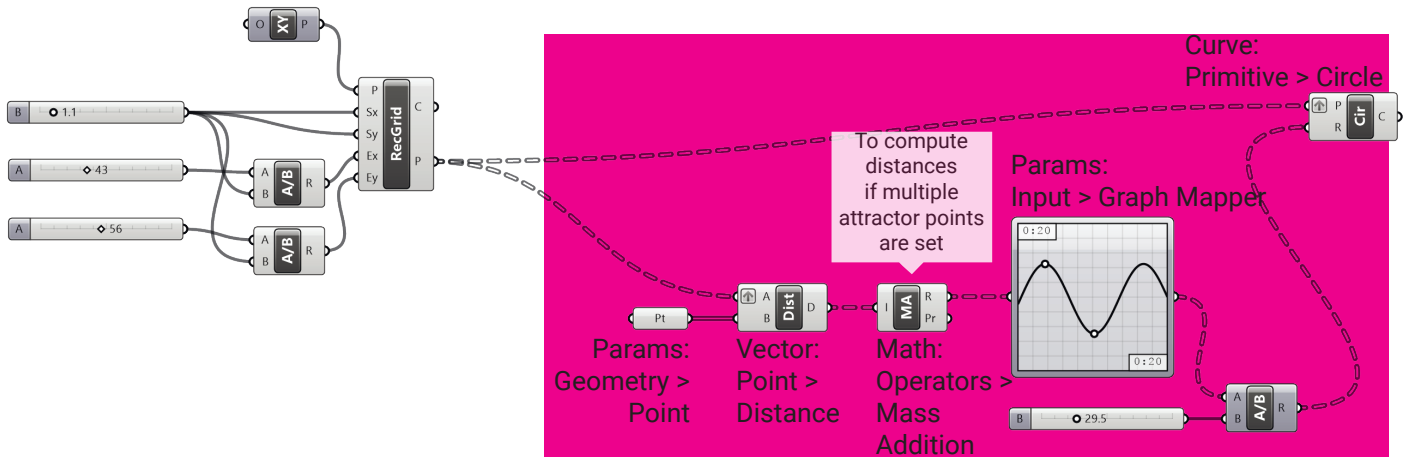 O XY P
P
Sx
Sy
Ex
Ey
RecGrid
C
P
B 1.1
A 43
A
B
A/B
R
A 56
A
B
A/B
R
Curve:
Primitive > Circle
P
R
Cir
C
To compute
distances
if multiple
attractor points
are set
Params:
Input > Graph Mapper
0:20
0:20
Pt
A
B
Dist
D
I
MA
R
Pr
Params:
Geometry >
Point
Vector:
Point >
Distance
Math:
Operators >
Mass
Addition
B 29.5
A
B
A/B
R